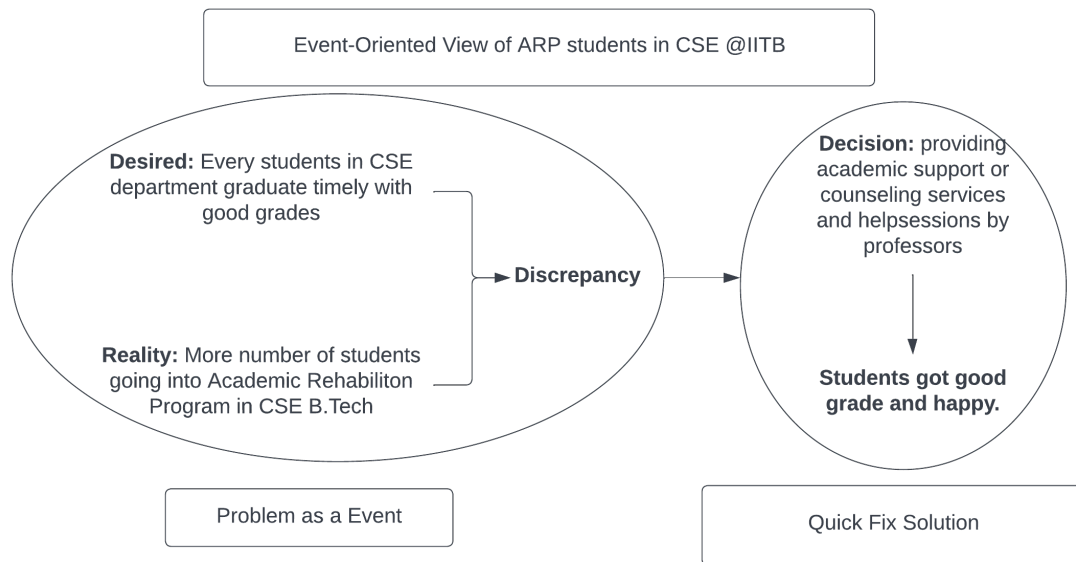 Event-Oriented View of ARP students in CSE @IITB
Desired: Every students in CSE
department graduate timely with
good grades
Discrepancy
Reality: More number of students
going into Academic Rehabiliton
Program in CSE B.Tech
Decision: providing
academic support or
counseling services
and helpsessions by
professors
Students got good
grade and happy.
Problem as a Event
Quick Fix Solution